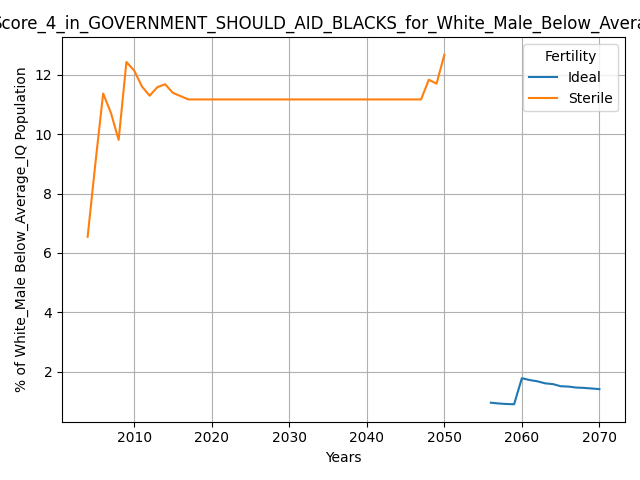 Score_4_in_GOVERNMENT_SHOULD_AID_BLACKS_for_White_Male_Below_Avera
% of White_Male Below_Average_IQ Population
12
10
8
6
4
2
Fertility
Ideal
Sterile
2010 2020 2030 2040 2050 2060 2070
Years